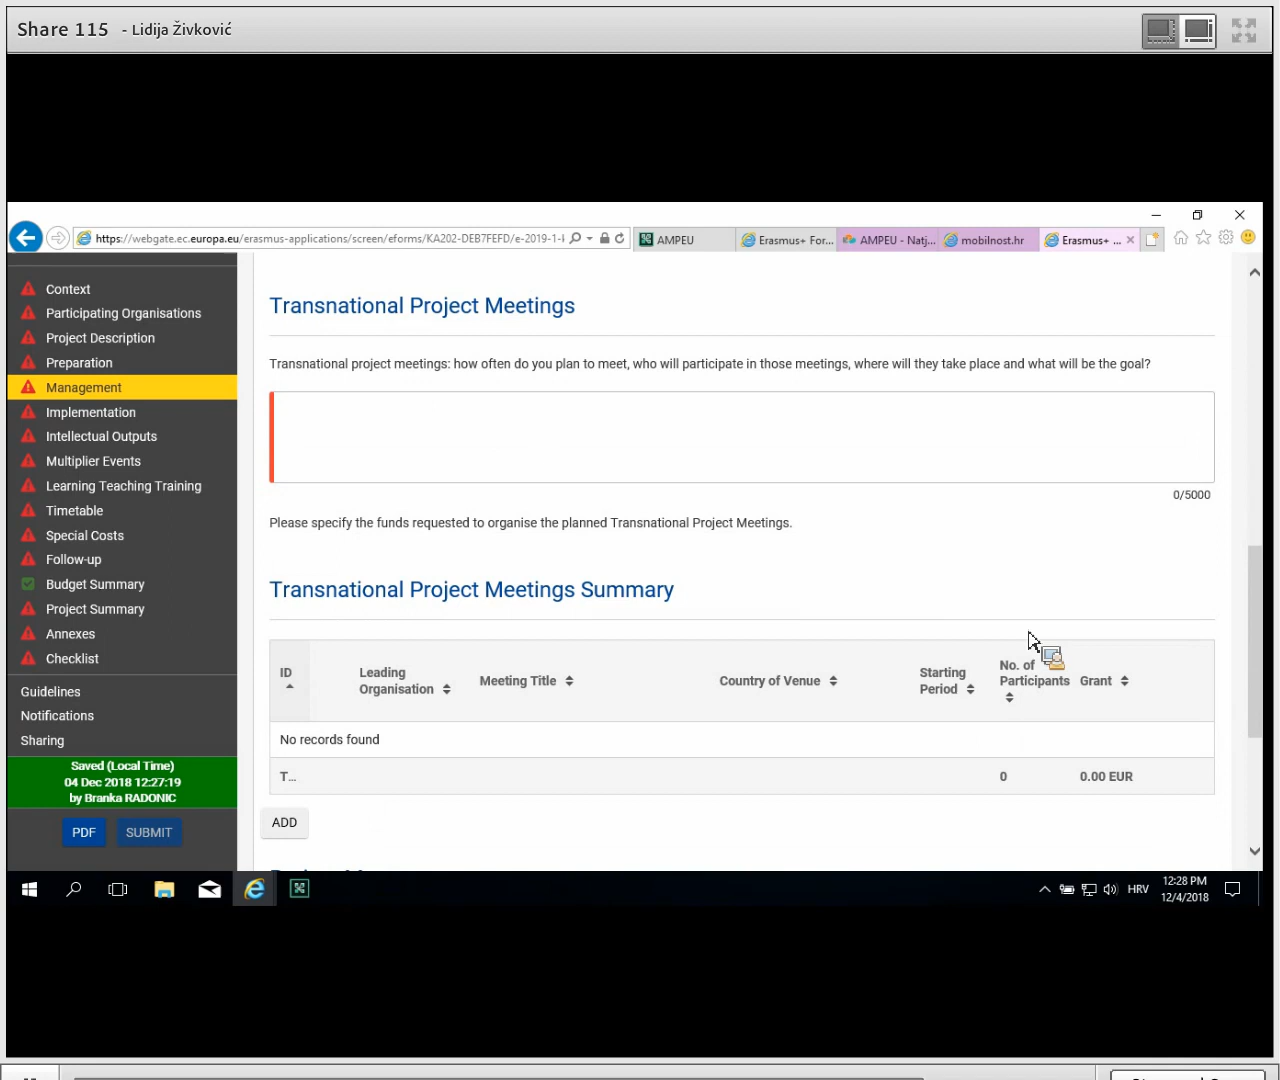 Share 115 - Lidija Živković
https://webgate.ec.europa.eu/erasmus-applications/screen/eforms/KA202-DEB7FEFD/e-2019-1-
AMPEU
Erasmus+ For...
AMPEU - Natj...
mobilnost.hr
Erasmus+ ...
Context
Participating Organisations
Project Description
Preparation
Management
Implementation
Intellectual Outputs
Multiplier Events
Learning Teaching Training
Timetable
Special Costs
Follow-up
Budget Summary
Project Summary
Annexes
Checklist
Guidelines
Notifications
Sharing
Saved (Local Time)
04 Dec 2018 12:27:19
by Branka RADONIC
PDF
SUBMIT
Transnational Project Meetings
Transnational project meetings: how often do you plan to meet, who will participate in those meetings, where will they take place and what will be the goal?
0/5000
Please specify the funds requested to organise the planned Transnational Project Meetings.
Transnational Project Meetings Summary
ID
Leading Organisation
Meeting Title
Country of Venue
Starting Period
No. of Participants
Grant
No records found
T... 0 0.00 EUR
ADD
HRV
12:28 PM
12/4/2018